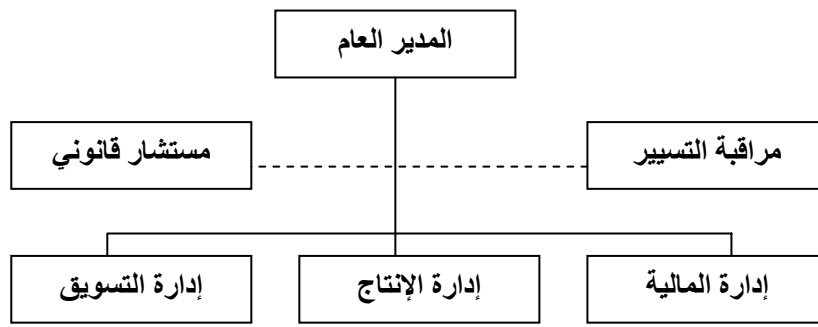 المدير العام
مراقبة التسيير
مستشار قانوني
إدارة المالية
إدارة الإنتاج
إدارة التسويق